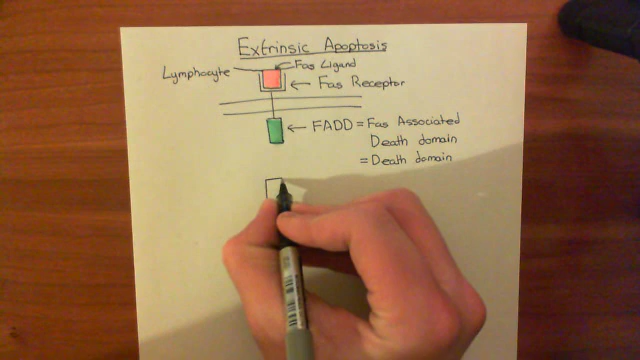 Extrinsic Apoptosis
Fas Ligand
Lymphocyte
← Fas Receptor
← FADD = Fas Associated
Death domain
= Death domain